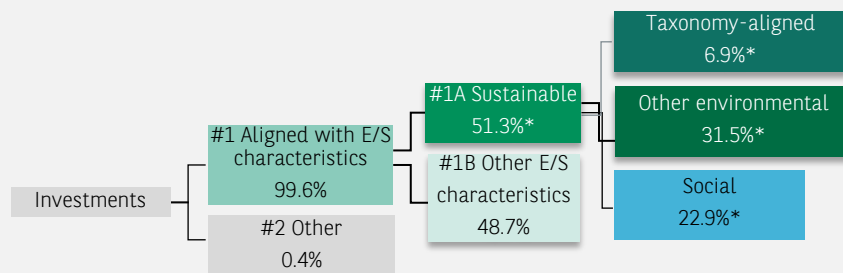 Investments
#1 Aligned with E/S
characteristics
99.6%
#2 Other
0.4%
#1A Sustainable
51.3%*
#1B Other E/S
characteristics
48.7%
Taxonomy-aligned
6.9%*
Other environmental
31.5%*
Social
22.9%*